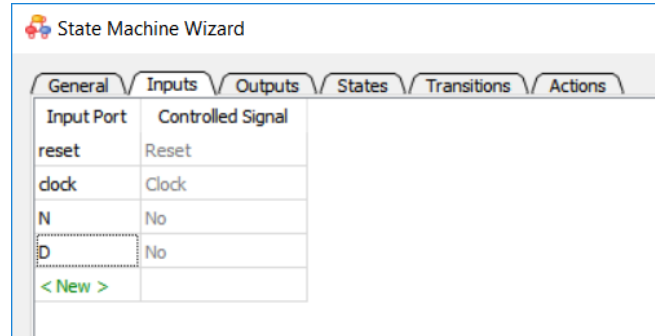 State Machine Wizard
General Inputs Outputs States Transitions Actions
Input Port Controlled Signal
reset Reset
clock Clock
N No
D No
< New >